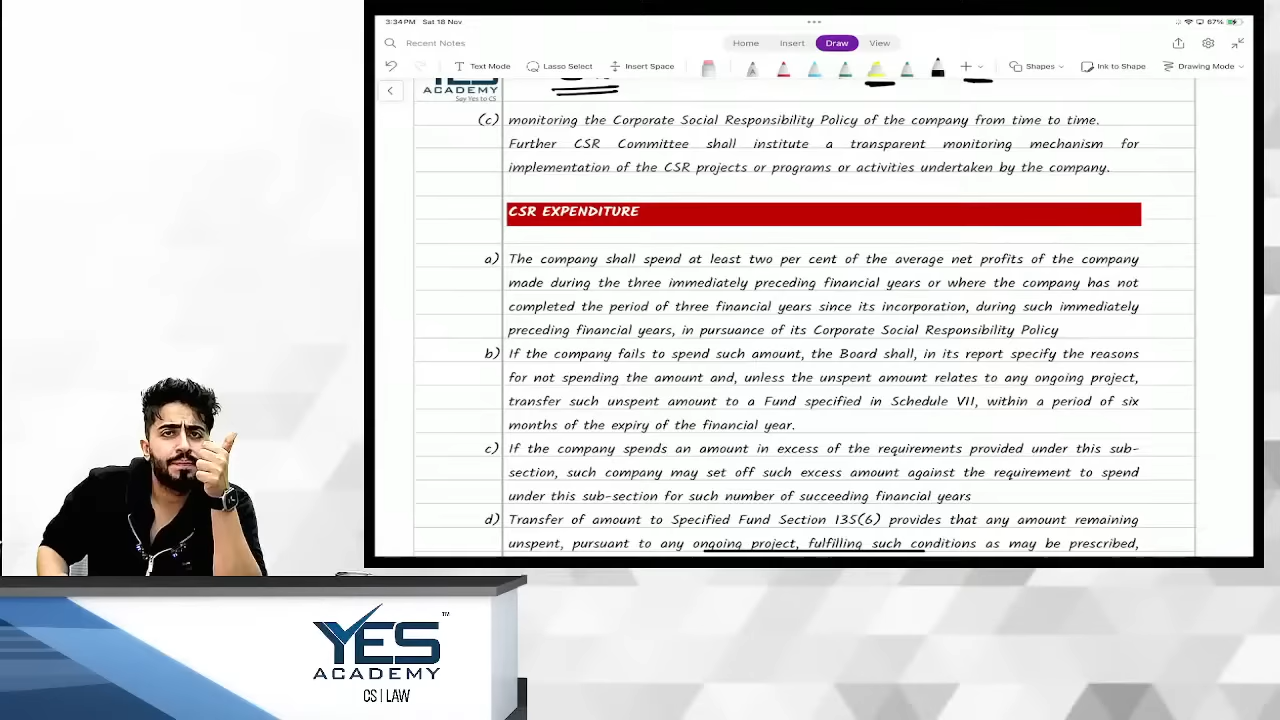 3:34 PM Sat 18 Nov
67%
Recent Notes
Home Insert Draw View
Text Mode Lasso Select Insert Space Shapes Ink to Shape Drawing Mode
ACADEMY
Say Yes to CS
(c) monitoring the Corporate Social Responsibility Policy of the company from time to time.
Further CSR Committee shall institute a transparent monitoring mechanism for
implementation of the CSR projects or programs or activities undertaken by the company.
CSR EXPENDITURE
a) The company shall spend at least two per cent of the average net profits of the company
made during the three immediately preceding financial years or where the company has not
completed the period of three financial years since its incorporation, during such immediately
preceding financial years, in pursuance of its Corporate Social Responsibility Policy
b) If the company fails to spend such amount, the Board shall, in its report specify the reasons
for not spending the amount and, unless the unspent amount relates to any ongoing project,
transfer such unspent amount to a Fund specified in Schedule VII, within a period of six
months of the expiry of the financial year.
c) If the company spends an amount in excess of the requirements provided under this sub-
section, such company may set off such excess amount against the requirement to spend
under this sub-section for such number of succeeding financial years
d) Transfer of amount to Specified Fund Section 135(6) provides that any amount remaining
unspent, pursuant to any ongoing project, fulfilling such conditions as may be prescribed,
YES TM
ACADEMY
CS | LAW